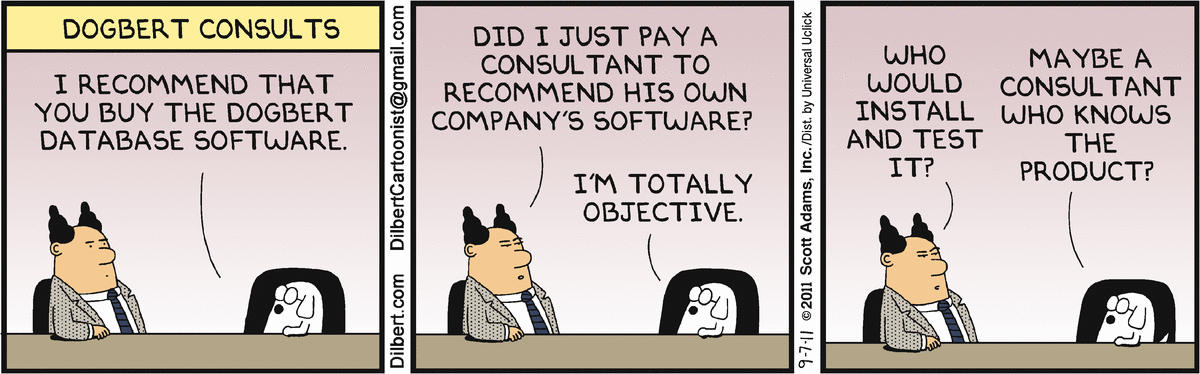 DOGBERT CONSULTS
I RECOMMEND THAT
YOU BUY THE DOGBERT
DATABASE SOFTWARE.
Dilbert.com DilbertCartoonist@gmail.com
DID I JUST PAY A
CONSULTANT TO
RECOMMEND HIS OWN
COMPANY'S SOFTWARE?
I'M TOTALLY
OBJECTIVE.
9-7-11 ©2011 Scott Adams, Inc. /Dist. by Universal Uclick
WHO
WOULD
INSTALL
AND TEST
IT?
MAYBE A
CONSULTANT
WHO KNOWS
THE
PRODUCT?